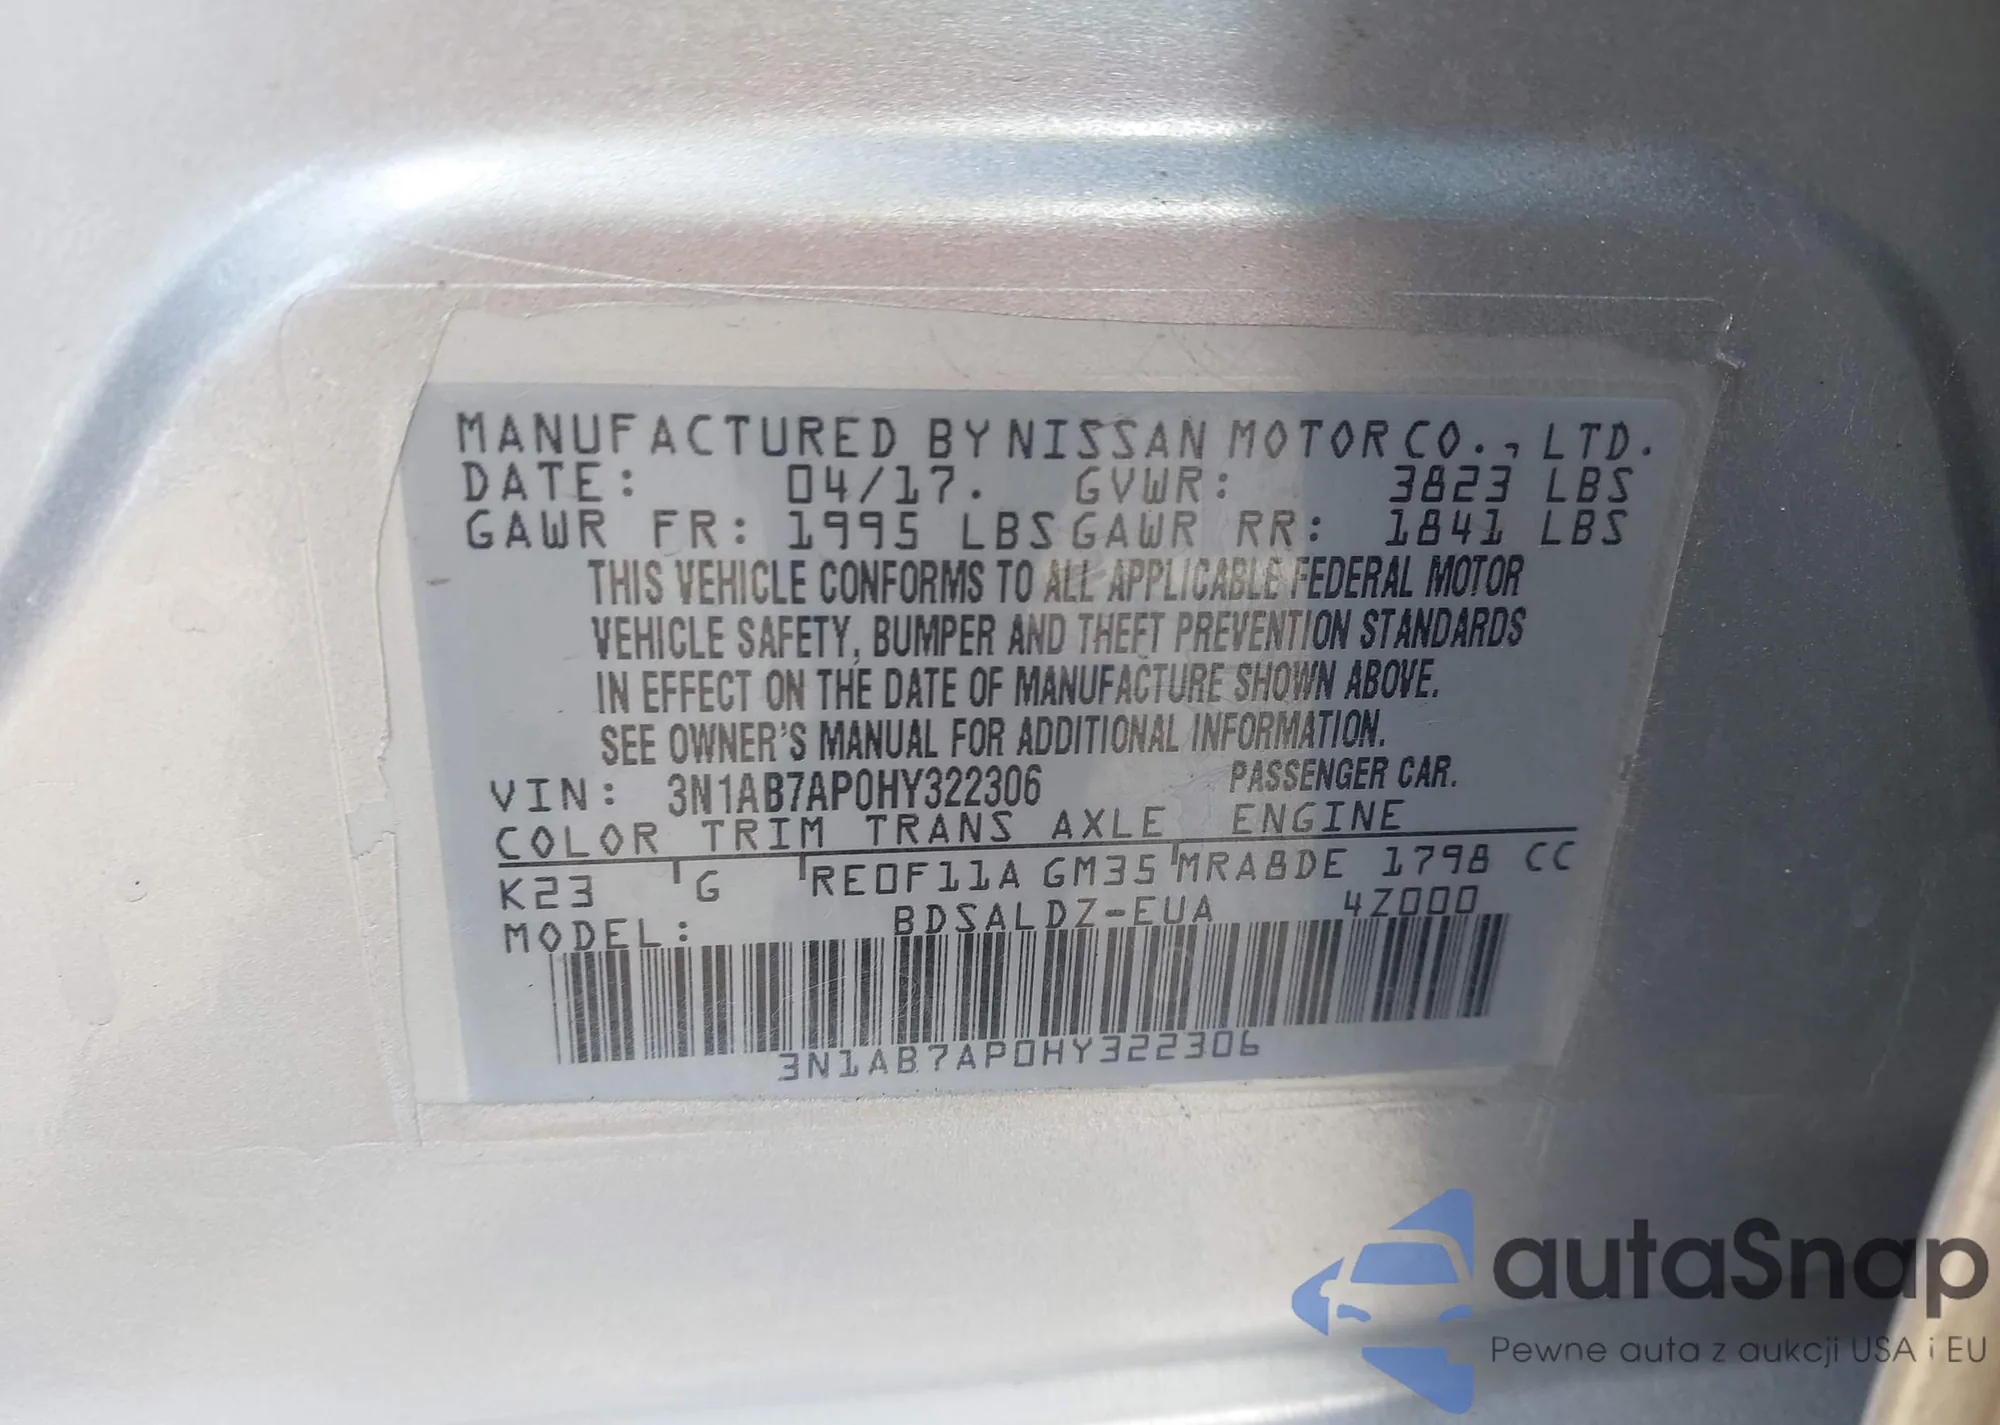 MANUFACTURED BY NISSAN MOTOR CO., LTD.
DATE: 04/17. GVWR: 3823 LBS
GAWR FR: 1995 LBS GAWR RR: 1841 LBS
THIS VEHICLE CONFORMS TO ALL APPLICABLE FEDERAL MOTOR
VEHICLE SAFETY, BUMPER AND THEFT PREVENTION STANDARDS
IN EFFECT ON THE DATE OF MANUFACTURE SHOWN ABOVE.
SEE OWNER'S MANUAL FOR ADDITIONAL INFORMATION.
VIN: 3N1AB7AP0HY322306 PASSENGER CAR.
COLOR TRIM TRANS AXLE ENGINE
K23 G RE0F11A GM35 MRA8DE 1798 CC
MODEL: BDSALDZ-EUA 4Z000
3N1AB7AP0HY322306
autaSnap
Pewne auta z aukcji USA i EU